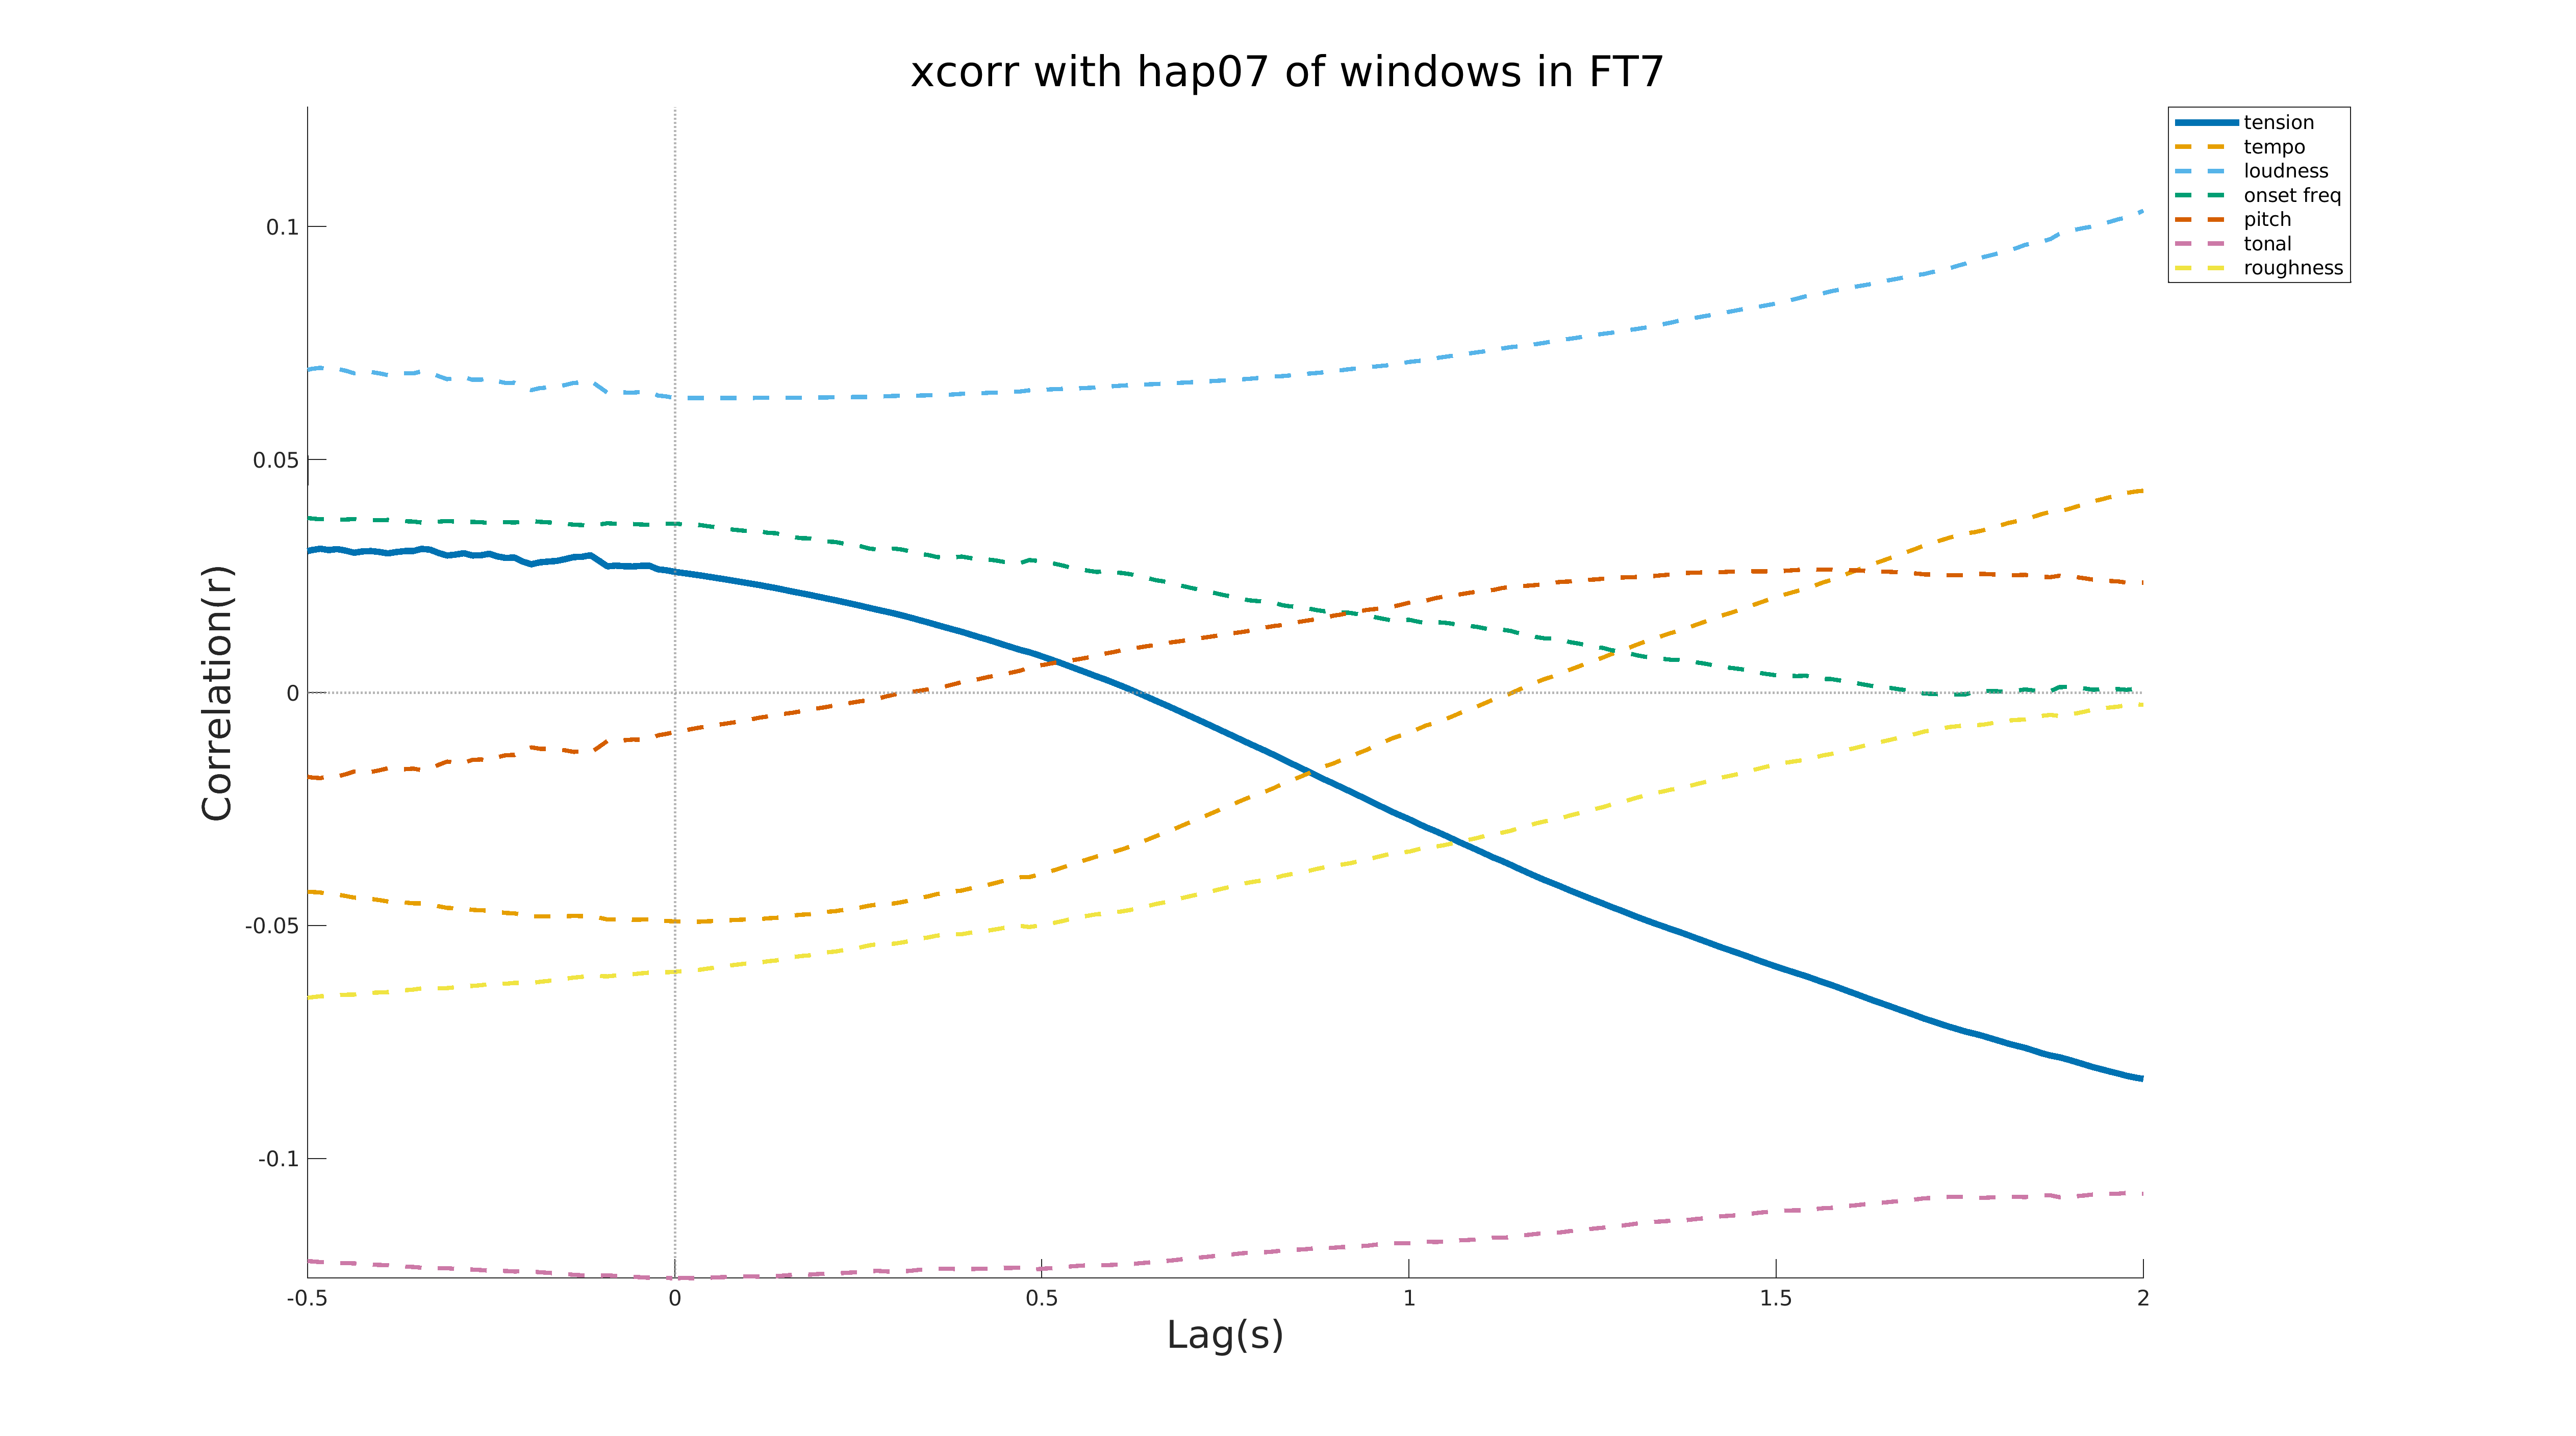 xcorr with hap07 of windows in FT7
tension
tempo
loudness
onset freq
pitch
tonal
roughness
0.1
0.05
0
-0.05
-0.1
Correlation(r)
-0.5 0 0.5 1 1.5 2
Lag(s)